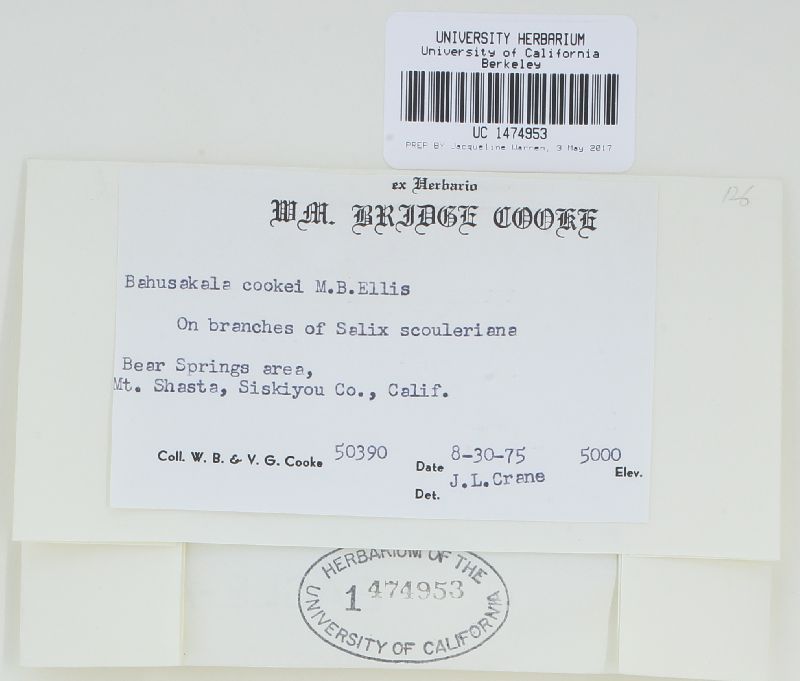 UNIVERSITY HERBARIUM
University of California
Berkeley
UC 1474953
PREP BY Jacqueline Warren, 3 May 2017
ex Herbario
WM. BRIDGE COOKE
Bahusakala cookei M.B.Ellis
On branches of Salix scouleriana
Bear Springs area,
Mt. Shasta, Siskiyou Co., Calif.
Coll. W. B. & V. G. Cooke 50390
Date 8-30-75
5000 Elev.
Det. J.L.Crane
HERBARIUM OF THE
1474953
UNIVERSITY OF CALIFORNIA